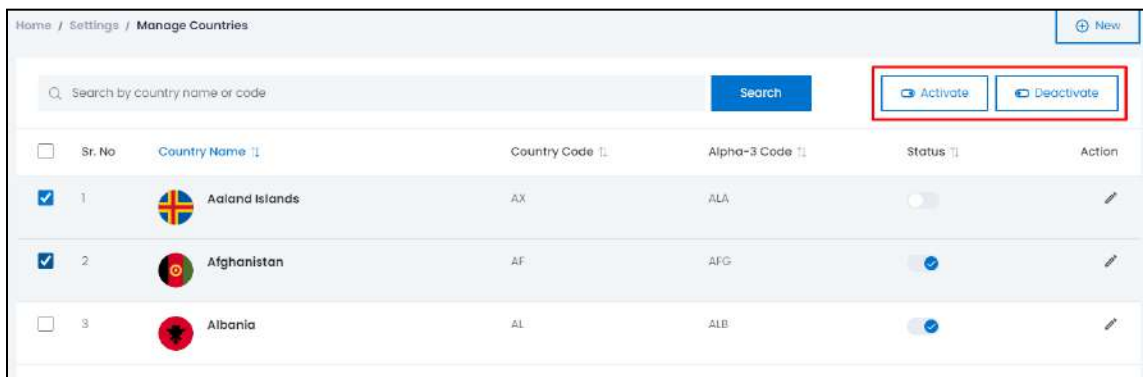 Home / Settings / Manage Countries
New
Search by country name or code
Search
Activate
Deactivate
Sr. No Country Name Country Code Alpha-3 Code Status Action
1 Aaland Islands AX ALA
2 Afghanistan AF AFG
3 Albania AL ALB